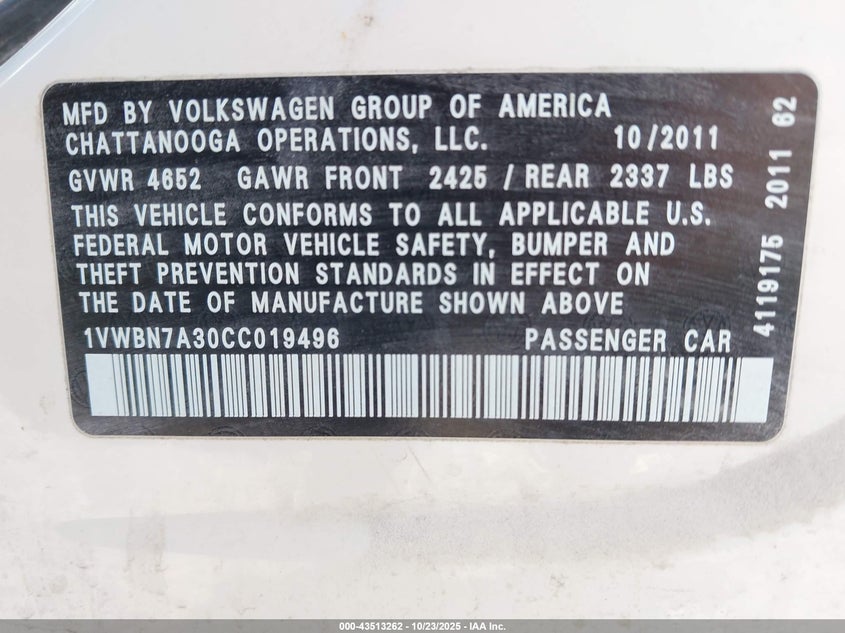 MFD BY VOLKSWAGEN GROUP OF AMERICA
CHATTANOOGA OPERATIONS, LLC. 10/2011
GVWR 4652 GAWR FRONT 2425 / REAR 2337 LBS
THIS VEHICLE CONFORMS TO ALL APPLICABLE U.S.
FEDERAL MOTOR VEHICLE SAFETY, BUMPER AND
THEFT PREVENTION STANDARDS IN EFFECT ON
THE DATE OF MANUFACTURE SHOWN ABOVE
1VWBN7A30CC019496 PASSENGER CAR
4119175 2011 62
000-43513262 - 10/23/2025 - IAA Inc.